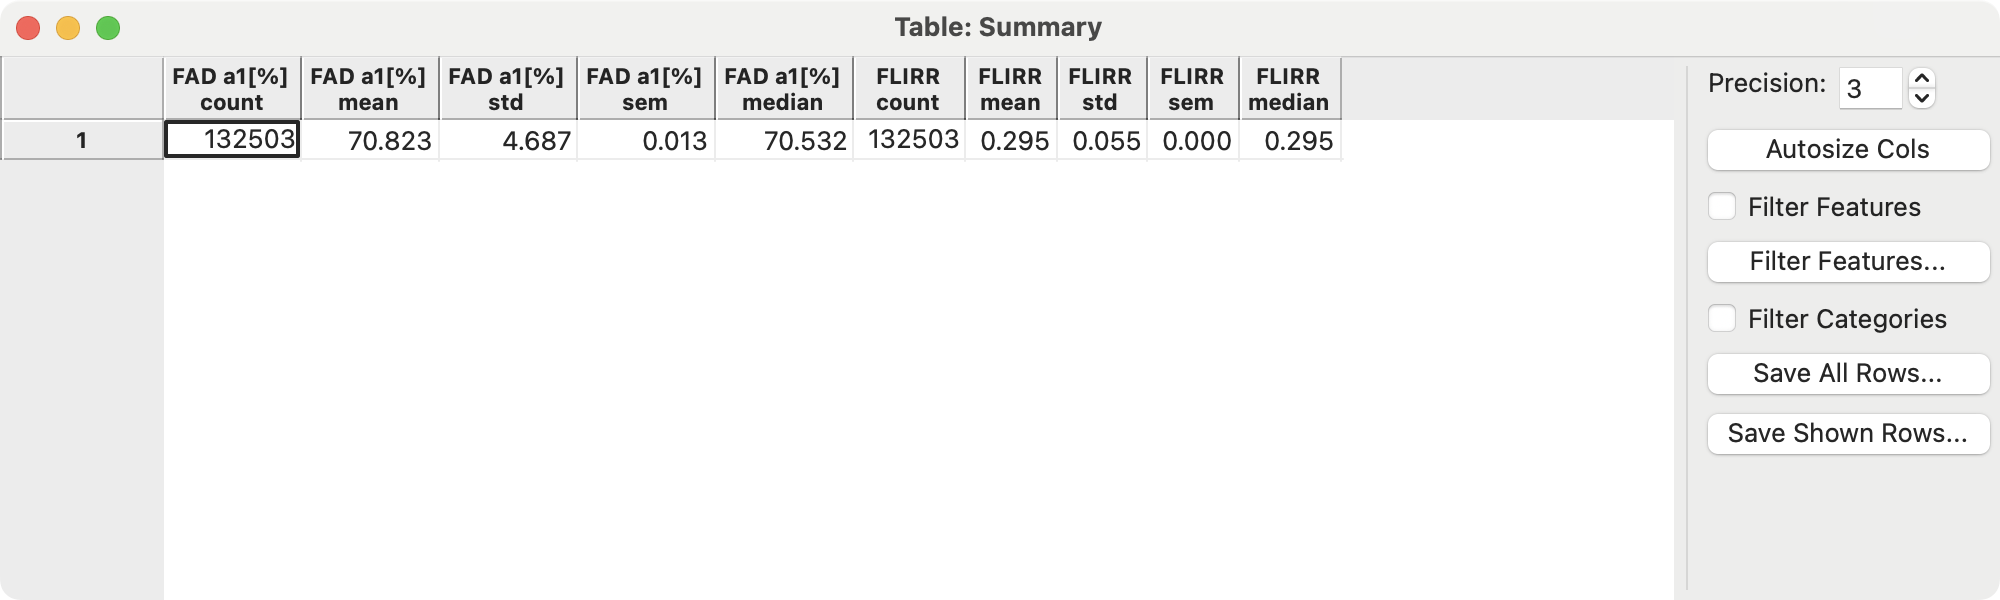 Table: Summary
FAD a1[%] count FAD a1[%] mean FAD a1[%] std FAD a1[%] sem FAD a1[%] median FLIRR count FLIRR mean FLIRR std FLIRR sem FLIRR median
1 132503 70.823 4.687 0.013 70.532 132503 0.295 0.055 0.000 0.295
Precision: 3
Autosize Cols
Filter Features
Filter Features...
Filter Categories
Save All Rows...
Save Shown Rows...